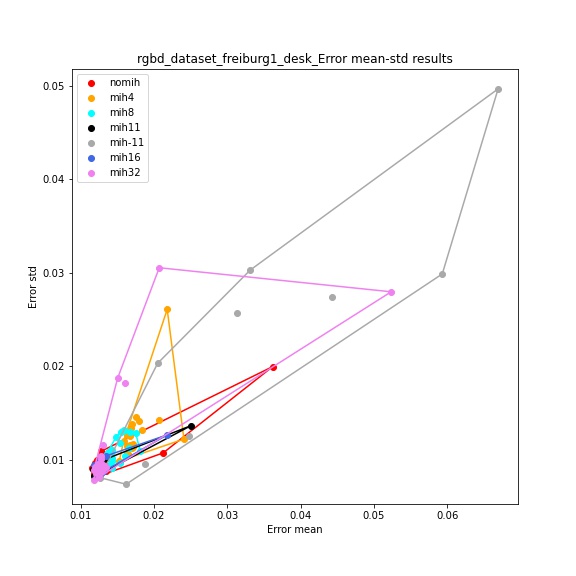 rgbd_dataset_freiburg1_desk_Error mean-std results
nomih
mih4
mih8
mih11
mih-11
mih16
mih32
0.05
0.04
0.03
0.02
0.01
Error std
0.01 0.02 0.03 0.04 0.05 0.06
Error mean